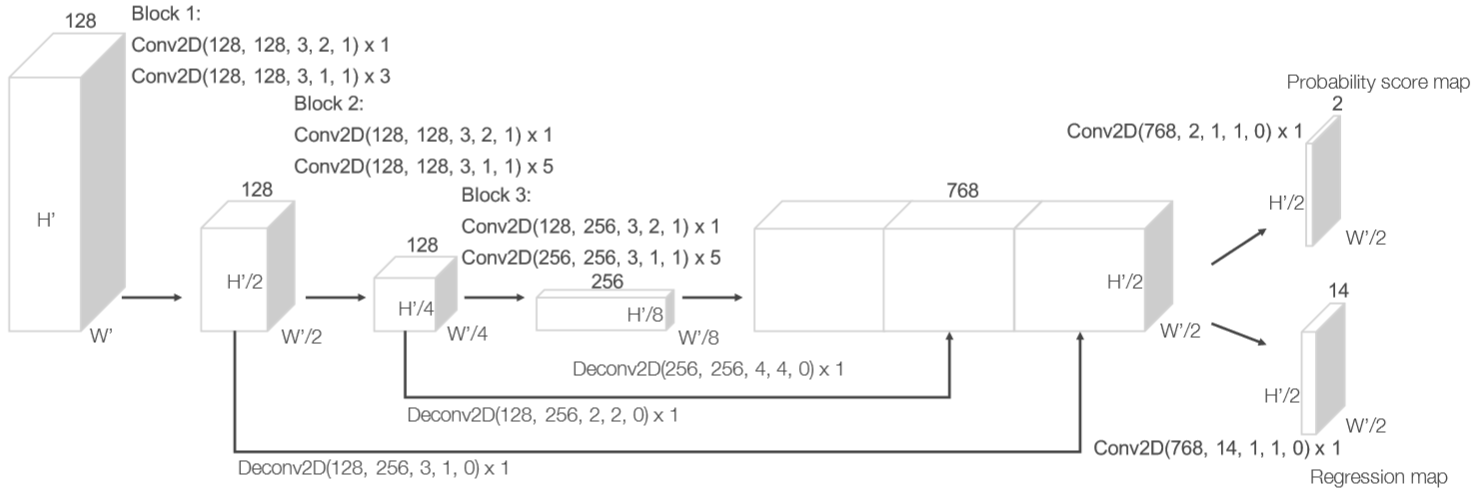 128
Block 1:
Conv2D(128, 128, 3, 2, 1) x 1
Conv2D(128, 128, 3, 1, 1) x 3
H'
W'
Block 2:
Conv2D(128, 128, 3, 2, 1) x 1
Conv2D(128, 128, 3, 1, 1) x 5
128
H'/2
W'/2
Block 3:
Conv2D(128, 256, 3, 2, 1) x 1
Conv2D(256, 256, 3, 1, 1) x 5
128
H'/4
W'/4
256
H'/8
W'/8
768
H'/2
W'/2
Deconv2D(256, 256, 4, 4, 0) x 1
Deconv2D(128, 256, 2, 2, 0) x 1
Deconv2D(128, 256, 3, 1, 0) x 1
Probability score map
2
Conv2D(768, 2, 1, 1, 0) x 1
H'/2
W'/2
14
H'/2
W'/2
Conv2D(768, 14, 1, 1, 0) x 1
Regression map